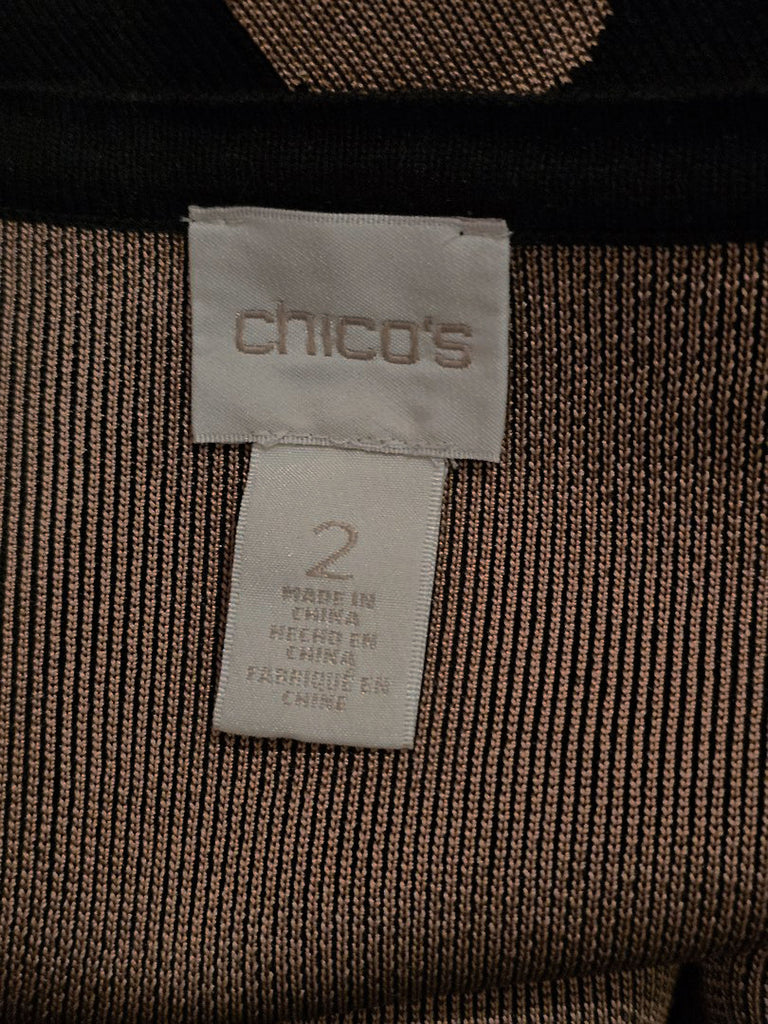 chico's
2
MADE IN
CHINA
HECHO EN
CHINA
FABRIQUÉ EN
CHINE